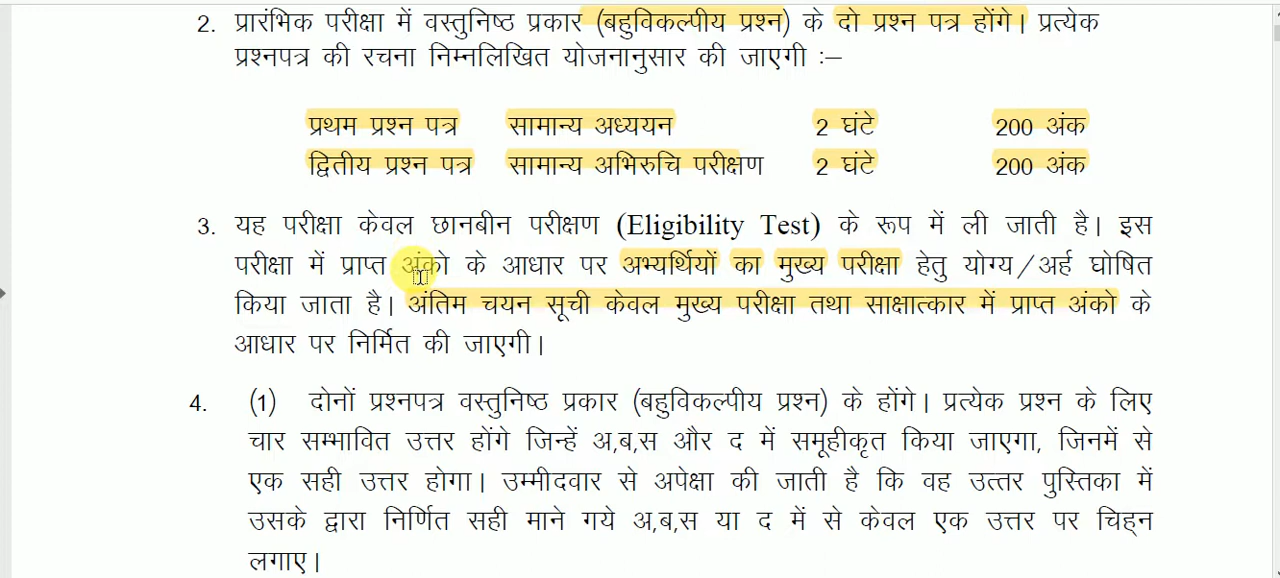 2. प्रारंभिक परीक्षा में वस्तुनिष्ठ प्रकार (बहुविकल्पीय प्रश्न) के दो प्रश्न पत्र होंगे। प्रत्येक
प्रश्नपत्र की रचना निम्नलिखित योजनानुसार की जाएगी :–
प्रथम प्रश्न पत्र सामान्य अध्ययन 2 घंटे 200 अंक
द्वितीय प्रश्न पत्र सामान्य अभिरुचि परीक्षण 2 घंटे 200 अंक
3. यह परीक्षा केवल छानबीन परीक्षण (Eligibility Test) के रूप में ली जाती है। इस
परीक्षा में प्राप्त अंको के आधार पर अभ्यर्थियों का मुख्य परीक्षा हेतु योग्य/अर्ह घोषित
किया जाता है। अंतिम चयन सूची केवल मुख्य परीक्षा तथा साक्षात्कार में प्राप्त अंको के
आधार पर निर्मित की जाएगी।
4. (1) दोनों प्रश्नपत्र वस्तुनिष्ठ प्रकार (बहुविकल्पीय प्रश्न) के होंगे। प्रत्येक प्रश्न के लिए
चार सम्भावित उत्तर होंगे जिन्हें अ,ब,स और द में समूहीकृत किया जाएगा, जिनमें से
एक सही उत्तर होगा। उम्मीदवार से अपेक्षा की जाती है कि वह उत्तर पुस्तिका में
उसके द्वारा निर्णित सही माने गये अ,ब,स या द में से केवल एक उत्तर पर चिह्न
लगाए।